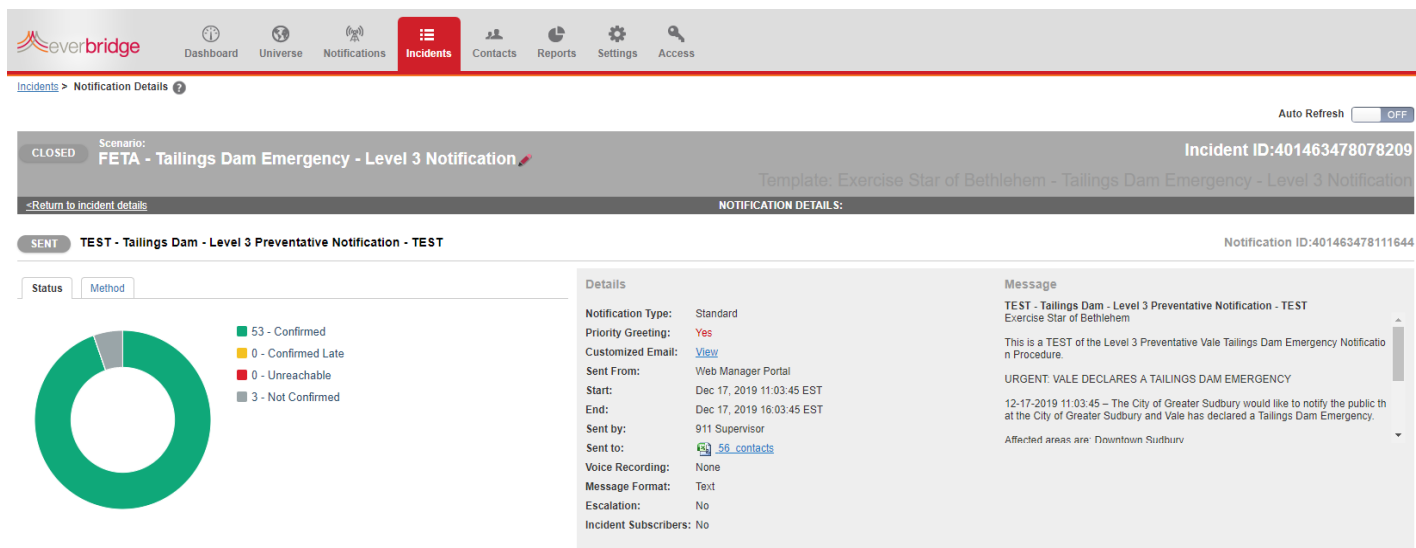 everbridge
Dashboard Universe Notifications Incidents Contacts Reports Settings Access
Incidents > Notification Details ?
Auto Refresh OFF
CLOSED
Scenario:
FETA - Tailings Dam Emergency - Level 3 Notification
Incident ID:401463478078209
Template: Exercise Star of Bethlehem - Tailings Dam Emergency - Level 3 Notification
<Return to incident details
NOTIFICATION DETAILS:
SENT TEST - Tailings Dam - Level 3 Preventative Notification - TEST
Notification ID:401463478111644
Status Method
53 - Confirmed
0 - Confirmed Late
0 - Unreachable
3 - Not Confirmed
Details
Notification Type: Standard
Priority Greeting: Yes
Customized Email: View
Sent From: Web Manager Portal
Start: Dec 17, 2019 11:03:45 EST
End: Dec 17, 2019 16:03:45 EST
Sent by: 911 Supervisor
Sent to: 56 contacts
Voice Recording: None
Message Format: Text
Escalation: No
Incident Subscribers: No
Message
TEST - Tailings Dam - Level 3 Preventative Notification - TEST
Exercise Star of Bethlehem
This is a TEST of the Level 3 Preventative Vale Tailings Dam Emergency Notificatio
n Procedure.
URGENT: VALE DECLARES A TAILINGS DAM EMERGENCY
12-17-2019 11:03:45 – The City of Greater Sudbury would like to notify the public th
at the City of Greater Sudbury and Vale has declared a Tailings Dam Emergency.
Affected areas are: Downtown Sudbury